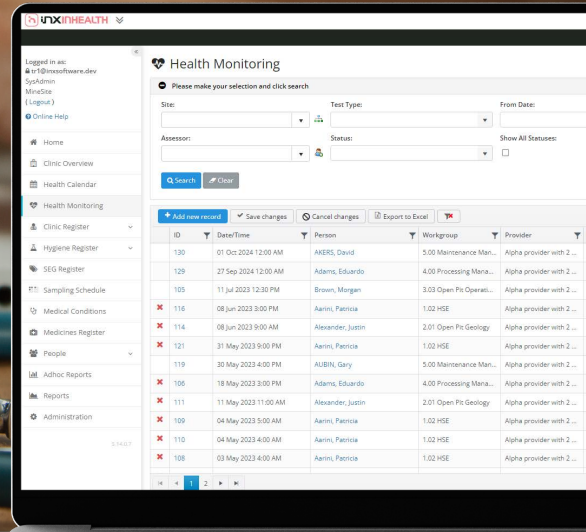 INXINHEALTH
Logged in as:
tr1@inxsoftware.dev
SysAdmin
MineSite
( Logout )
Online Help
Home
Clinic Overview
Health Calendar
Health Monitoring
Clinic Register
Hygiene Register
SEG Register
Sampling Schedule
Medical Conditions
Medicines Register
People
Adhoc Reports
Reports
Administration
Health Monitoring
Please make your selection and click search
Site: Test Type: From Date:
Assessor: Status: Show All Statuses:
Search Clear
+ Add new record Save changes Cancel changes Export to Excel
ID Date/Time Person Workgroup Provider
130 01 Oct 2024 12:00 AM AKERS, David 5.00 Maintenance Man... Alpha provider with 2 ...
129 27 Sep 2024 12:00 AM Adams, Eduardo 4.00 Processing Mana... Alpha provider with 2 ...
105 11 Jul 2023 12:30 PM Brown, Morgan 3.03 Open Pit Operati... Alpha provider with 2 ...
116 08 Jun 2023 3:00 PM Aarini, Patricia 1.02 HSE Alpha provider with 2 ...
114 08 Jun 2023 9:00 AM Alexander, Justin 2.01 Open Pit Geology Alpha provider with 2 ...
121 31 May 2023 9:00 PM Aarini, Patricia 1.02 HSE Alpha provider with 2 ...
119 30 May 2023 4:00 PM AUBIN, Gary 5.00 Maintenance Man... Alpha provider with 2 ...
106 18 May 2023 3:00 PM Adams, Eduardo 4.00 Processing Mana... Alpha provider with 2 ...
111 11 May 2023 11:00 AM Alexander, Justin 2.01 Open Pit Geology Alpha provider with 2 ...
109 04 May 2023 5:00 AM Aarini, Patricia 1.02 HSE Alpha provider with 2 ...
110 04 May 2023 4:00 AM Aarini, Patricia 1.02 HSE Alpha provider with 2 ...
108 03 May 2023 4:00 AM Aarini, Patricia 1.02 HSE Alpha provider with 2 ...
1 2